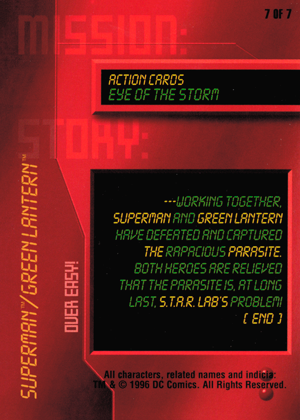 7 OF 7
MISSION:
ACTION CARDS
EYE OF THE STORM
STORY:
SUPERMAN™/GREEN LANTERN™
OVER EASY!
---WORKING TOGETHER,
SUPERMAN AND GREEN LANTERN
HAVE DEFEATED AND CAPTURED
THE RAPACIOUS PARASITE.
BOTH HEROES ARE RELIEVED
THAT THE PARASITE IS, AT LONG
LAST, S.T.A.R. LAB'S PROBLEM!
( END )
All characters, related names and indicia:
TM & © 1996 DC Comics. All Rights Reserved.